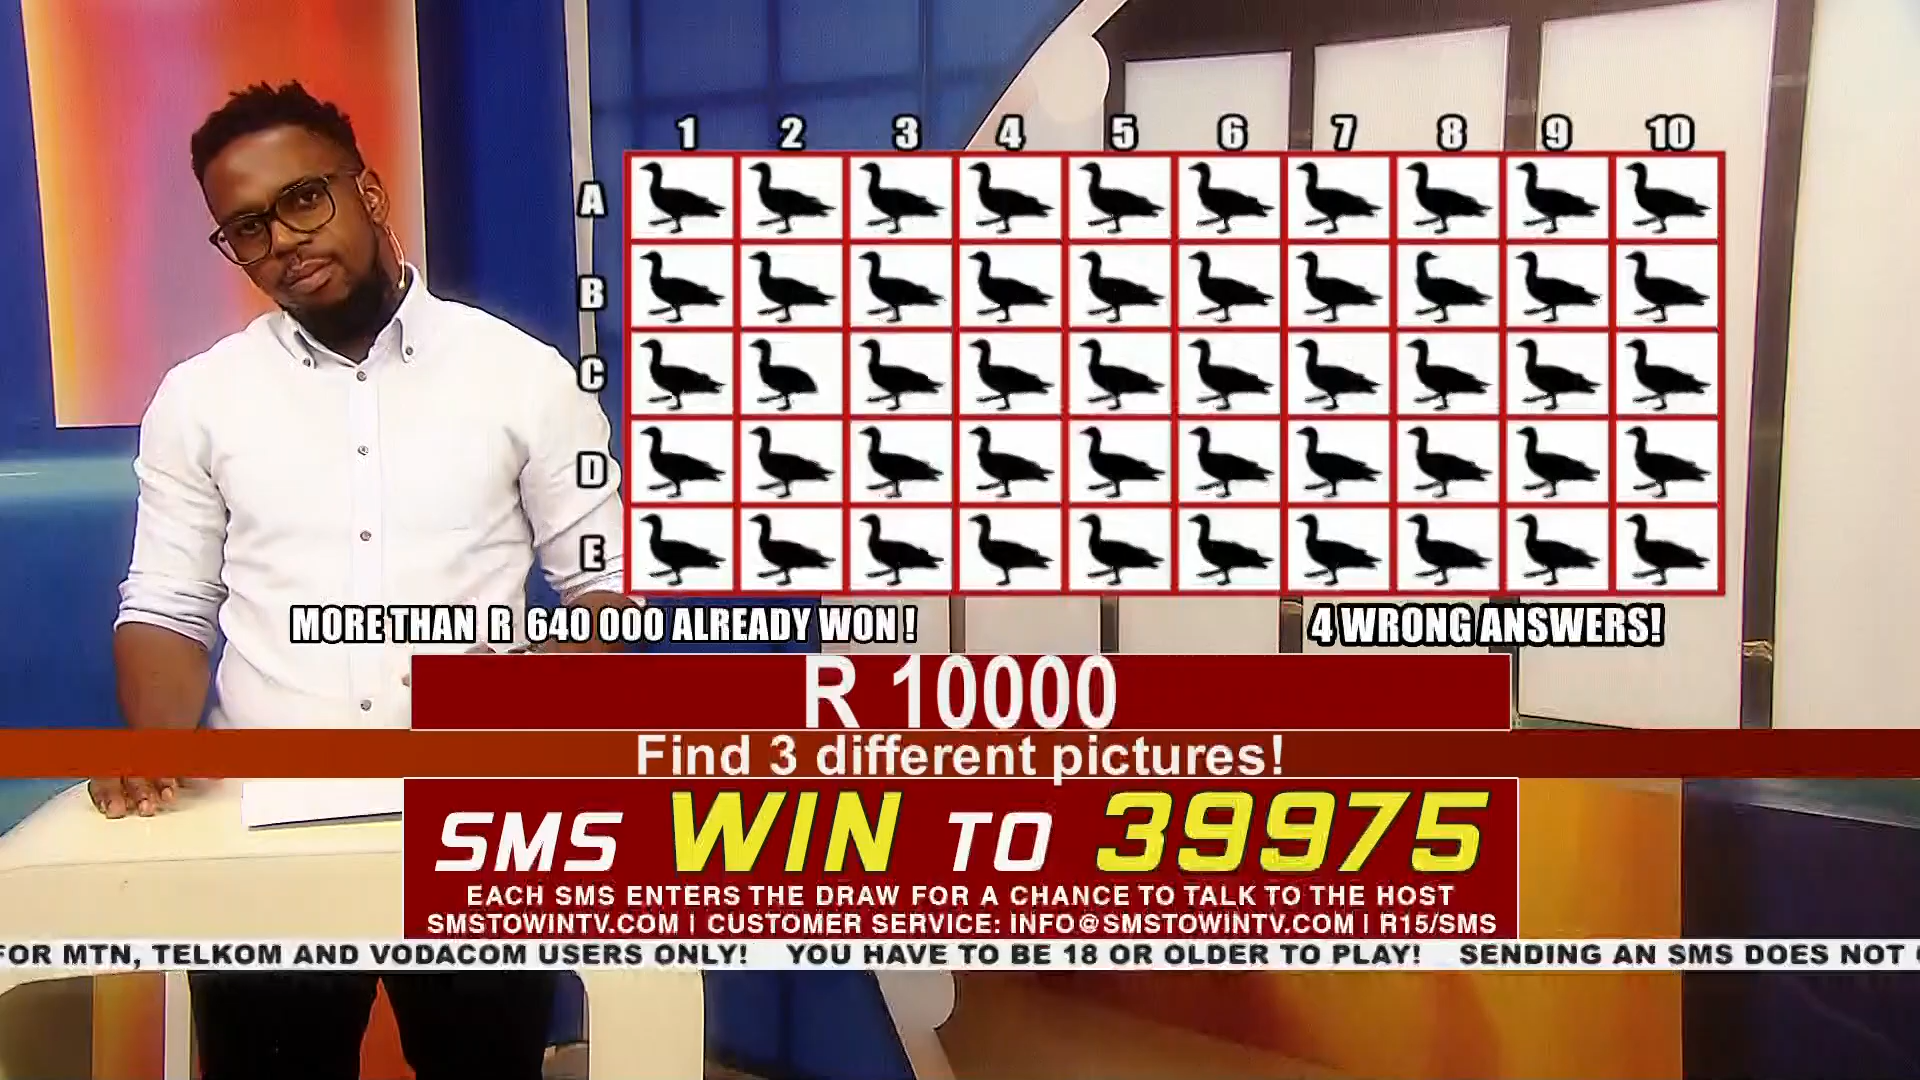 1 2 3 4 5 6 7 8 9 10
A
B
C
D
E
MORE THAN R 640 000 ALREADY WON !
4 WRONG ANSWERS!
R 10000
Find 3 different pictures!
SMS WIN TO 39975
EACH SMS ENTERS THE DRAW FOR A CHANCE TO TALK TO THE HOST
SMSTOWINTV.COM | CUSTOMER SERVICE: INFO@SMSTOWINTV.COM | R15/SMS
FOR MTN, TELKOM AND VODACOM USERS ONLY! YOU HAVE TO BE 18 OR OLDER TO PLAY! SENDING AN SMS DOES NOT